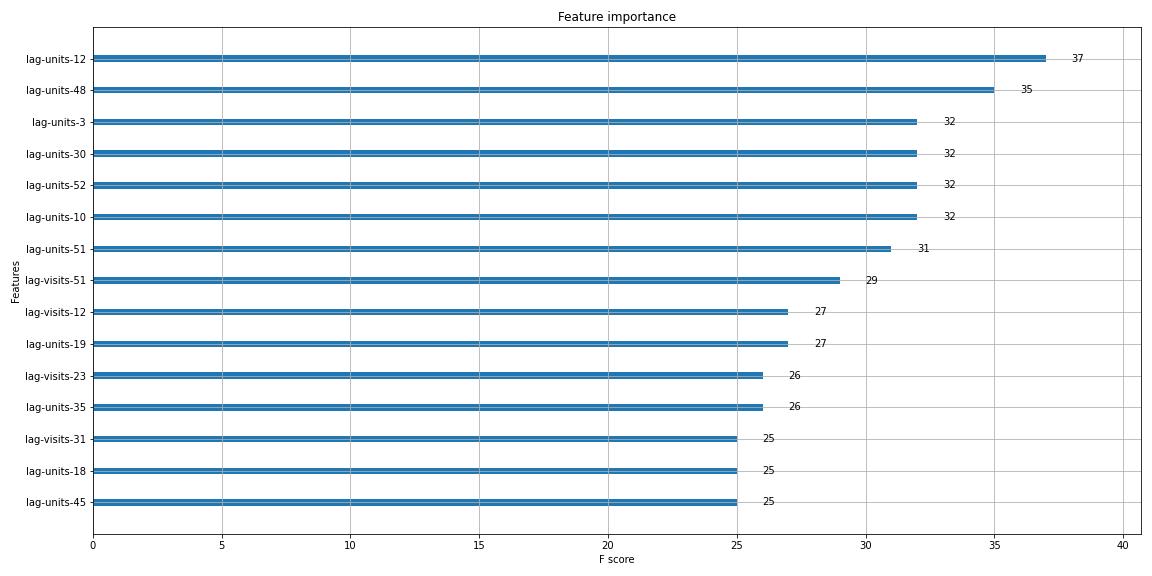 Feature importance
Features
lag-units-12 37
lag-units-48 35
lag-units-3 32
lag-units-30 32
lag-units-52 32
lag-units-10 32
lag-units-51 31
lag-visits-51 29
lag-visits-12 27
lag-units-19 27
lag-visits-23 26
lag-units-35 26
lag-visits-31 25
lag-units-18 25
lag-units-45 25
0 5 10 15 20 25 30 35 40
F score